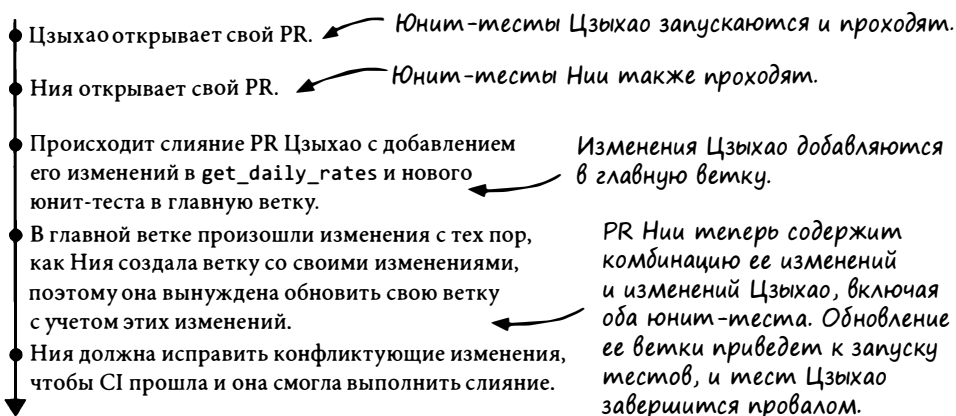 Цзыхао открывает свой PR.
Юнит-тесты Цзыхао запускаются и проходят.
Ния открывает свой PR.
Юнит-тесты Нии также проходят.
Происходит слияние PR Цзыхао с добавлением
его изменений в get_daily_rates и нового
юнит-теста в главную ветку.
Изменения Цзыхао добавляются
в главную ветку.
В главной ветке произошли изменения с тех пор,
как Ния создала ветку со своими изменениями,
поэтому она вынуждена обновить свою ветку
с учетом этих изменений.
PR Нии теперь содержит
комбинацию ее изменений
и изменений Цзыхао, включая
оба юнит-теста. Обновление
ее ветки приведет к запуску
тестов, и тест Цзыхао
завершится провалом.
Ния должна исправить конфликтующие изменения,
чтобы CI прошла и она смогла выполнить слияние.